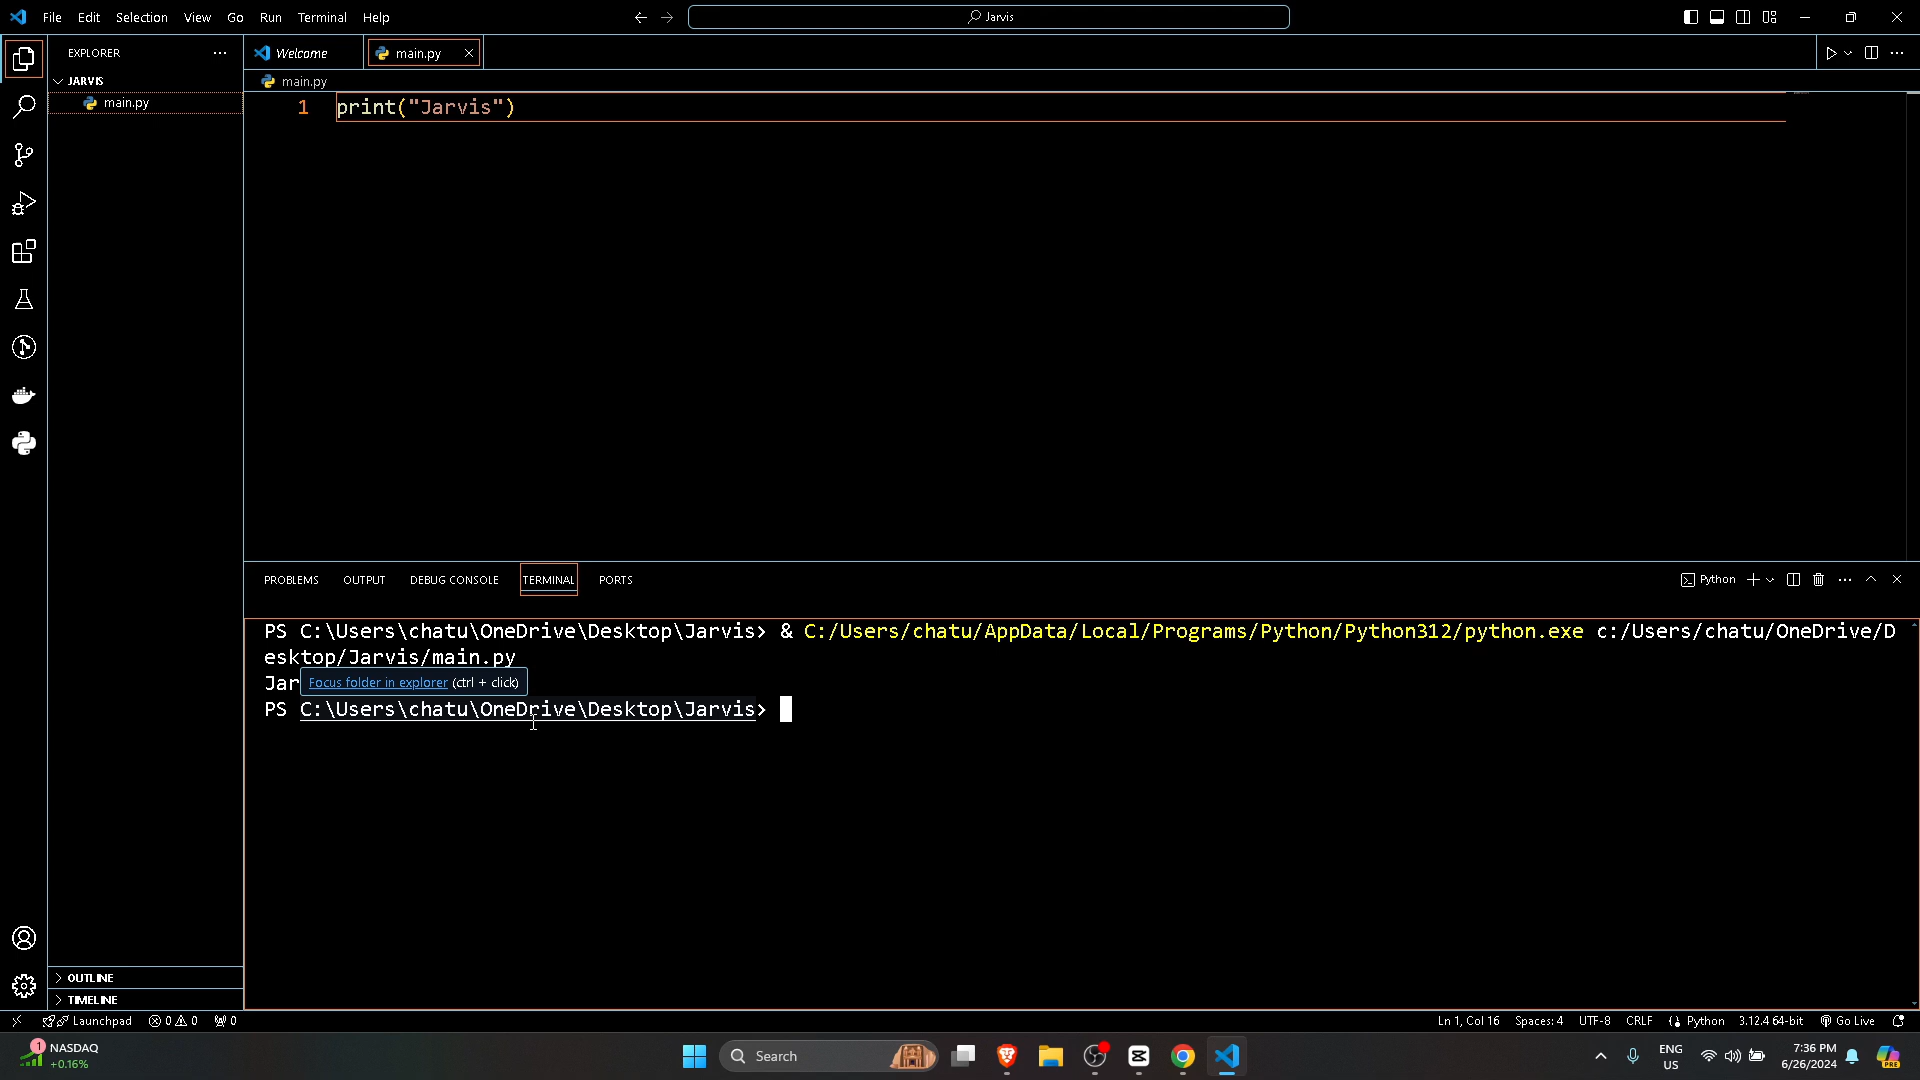 File Edit Selection View Go Run Terminal Help
Jarvis
EXPLORER
Welcome
main.py
JARVIS
main.py
main.py
1 print("Jarvis")
PROBLEMS OUTPUT DEBUG CONSOLE TERMINAL PORTS
Python
PS C:\Users\chatu\OneDrive\Desktop\Jarvis> & C:/Users/chatu/AppData/Local/Programs/Python/Python312/python.exe c:/Users/chatu/OneDrive/D
esktop/Jarvis/main.py
Jar
Focus folder in explorer (ctrl + click)
PS C:\Users\chatu\OneDrive\Desktop\Jarvis>
OUTLINE
TIMELINE
Launchpad 0 0 0
Ln 1, Col 16 Spaces: 4 UTF-8 CRLF Python 3.12.4 64-bit Go Live
1 NASDAQ
+0.16%
Search
ENG
US
7:36 PM
6/26/2024
PRE